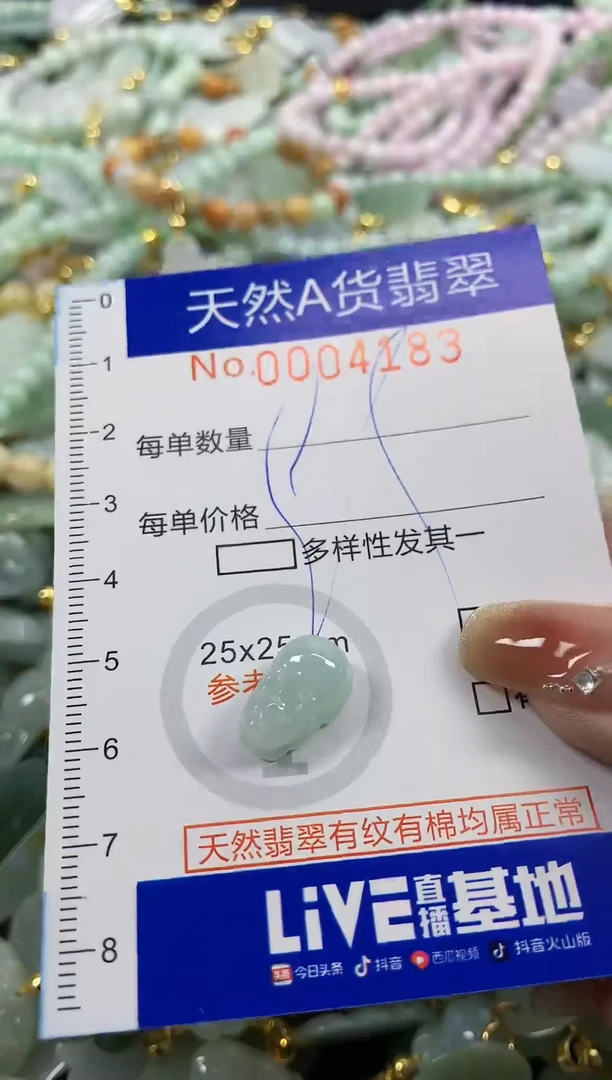 天然A货翡翠
No.0004183
0
1
2
3
4
5
6
7
8
每单数量
每单价格
多样性发其一
25x25
m
参考
天然翡翠有纹有棉均属正常
LiVE直播基地
头条 今日头条 抖音 西瓜视频 抖音火山版